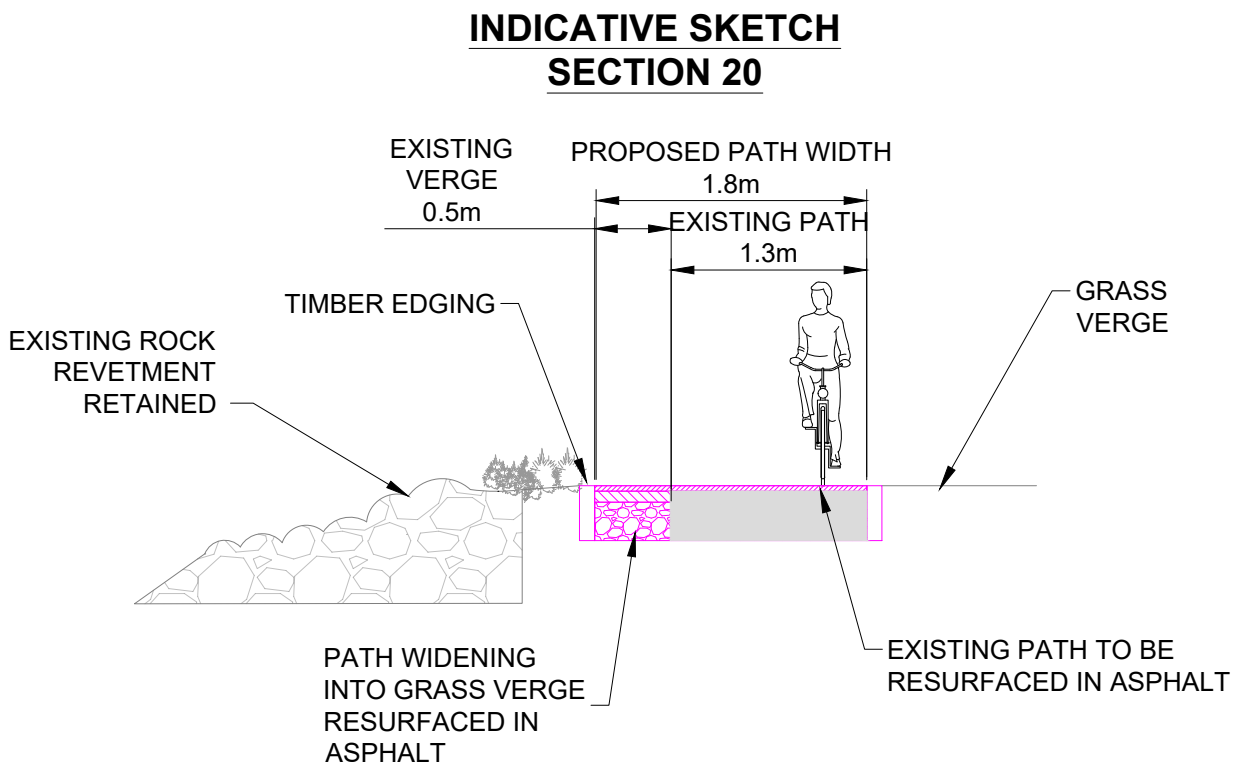 INDICATIVE SKETCH
SECTION 20
EXISTING
VERGE
0.5m
PROPOSED PATH WIDTH
1.8m
EXISTING PATH
1.3m
TIMBER EDGING
GRASS
VERGE
EXISTING ROCK
REVETMENT
RETAINED
PATH WIDENING
INTO GRASS VERGE
RESURFACED IN
ASPHALT
EXISTING PATH TO BE
RESURFACED IN ASPHALT